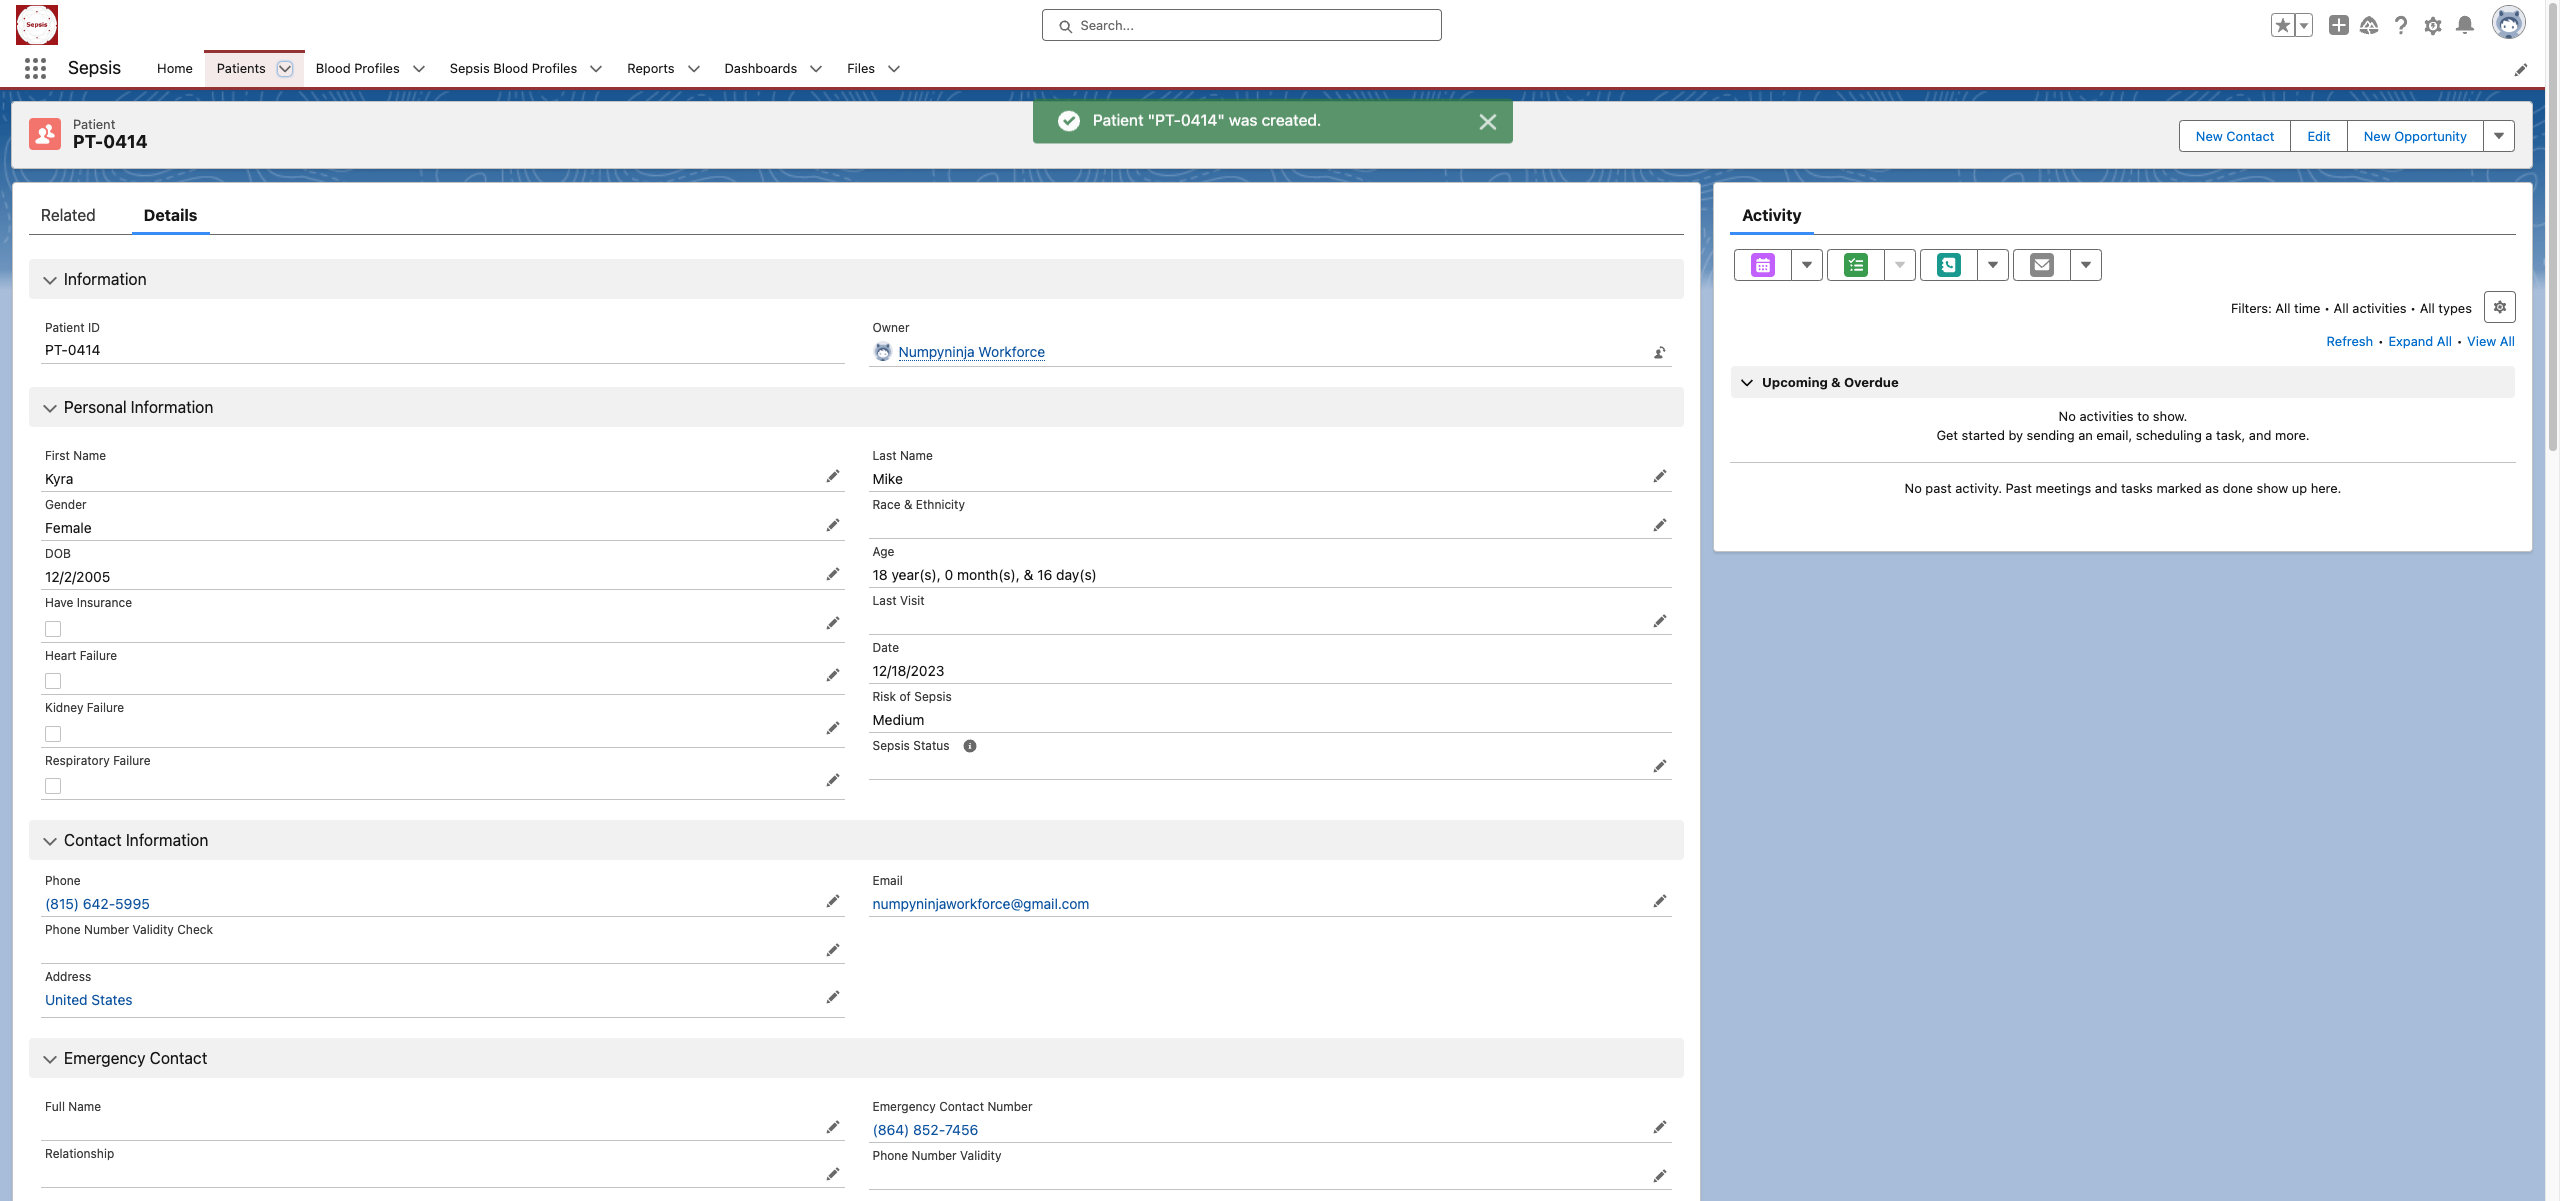 Sepsis
Search...
Sepsis
Home
Patients
Blood Profiles
Sepsis Blood Profiles
Reports
Dashboards
Files
Patient
PT-0414
Patient "PT-0414" was created.
New Contact
Edit
New Opportunity
Related
Details
Information
Patient ID
PT-0414
Owner
Numpyninja Workforce
Personal Information
First Name
Kyra
Last Name
Mike
Gender
Female
Race & Ethnicity
DOB
12/2/2005
Age
18 year(s), 0 month(s), & 16 day(s)
Have Insurance
Last Visit
Heart Failure
Date
12/18/2023
Kidney Failure
Risk of Sepsis
Medium
Respiratory Failure
Sepsis Status
Contact Information
Phone
(815) 642-5995
Email
numpyninjaworkforce@gmail.com
Phone Number Validity Check
Address
United States
Emergency Contact
Full Name
Emergency Contact Number
(864) 852-7456
Relationship
Phone Number Validity
Activity
Filters: All time • All activities • All types
Refresh • Expand All • View All
Upcoming & Overdue
No activities to show.
Get started by sending an email, scheduling a task, and more.
No past activity. Past meetings and tasks marked as done show up here.